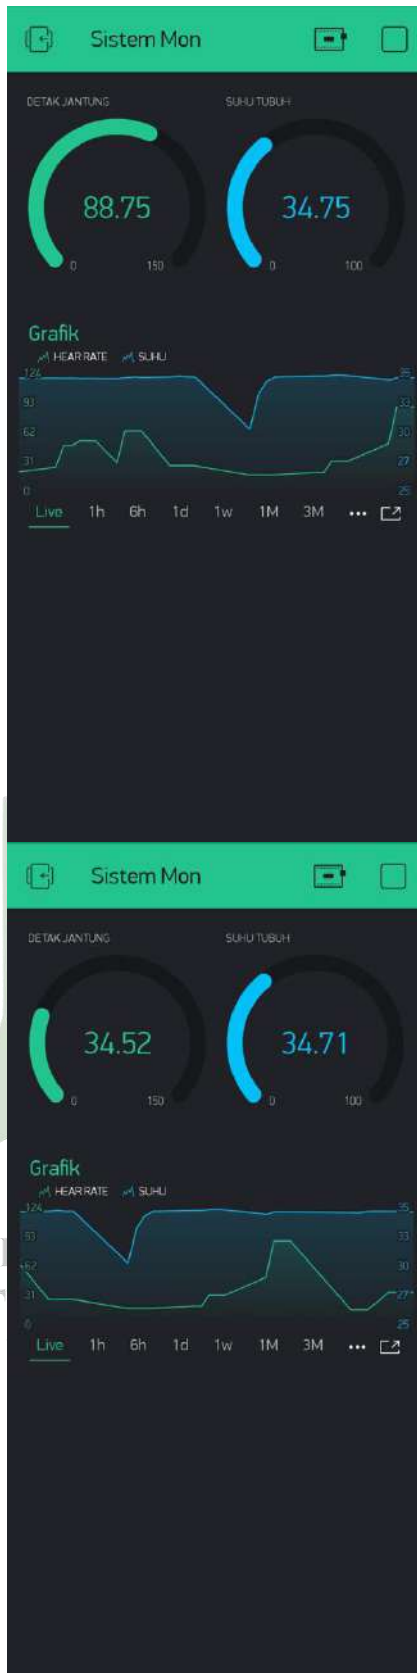 Sistem Mon
DETAK JANTUNG SUHU TUBUH
88.75 34.75
0 150 0 100
Grafik
HEAR RATE SUHU
124 35
93 33
62 30
31 27
0 25
Live 1h 6h 1d 1w 1M 3M ...
Sistem Mon
DETAK JANTUNG SUHU TUBUH
34.52 34.71
0 150 0 100
Grafik
HEAR RATE SUHU
124 35
93 33
62 30
31 27
0 25
Live 1h 6h 1d 1w 1M 3M ...